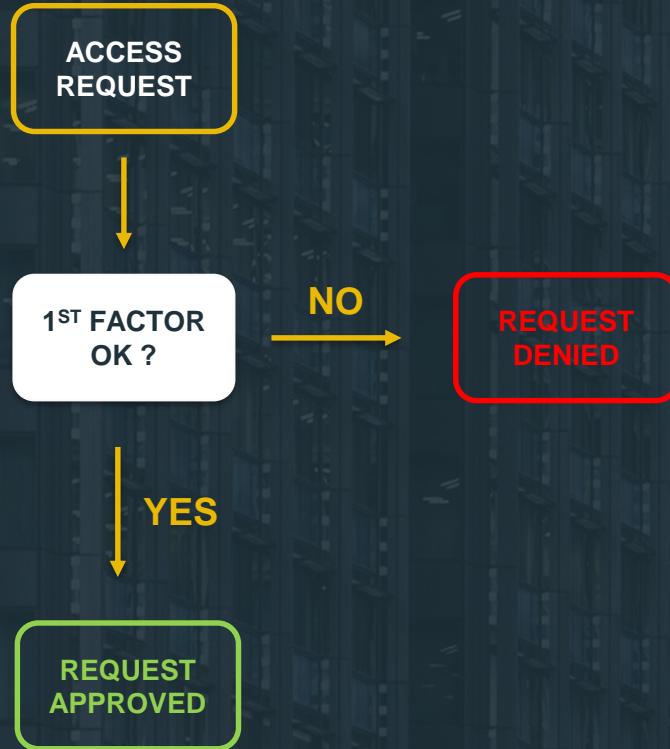 ACCESS
REQUEST
1ST FACTOR
OK ?
NO
REQUEST
DENIED
YES
REQUEST
APPROVED